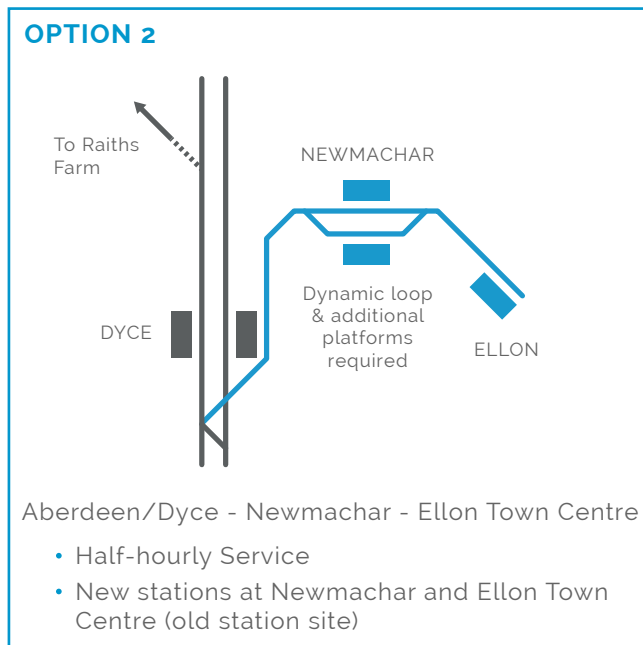 OPTION 2
To Raiths
Farm
NEWMACHAR
DYCE
Dynamic loop
& additional
platforms
required
ELLON
Aberdeen/Dyce - Newmachar - Ellon Town Centre
• Half-hourly Service
• New stations at Newmachar and Ellon Town
Centre (old station site)